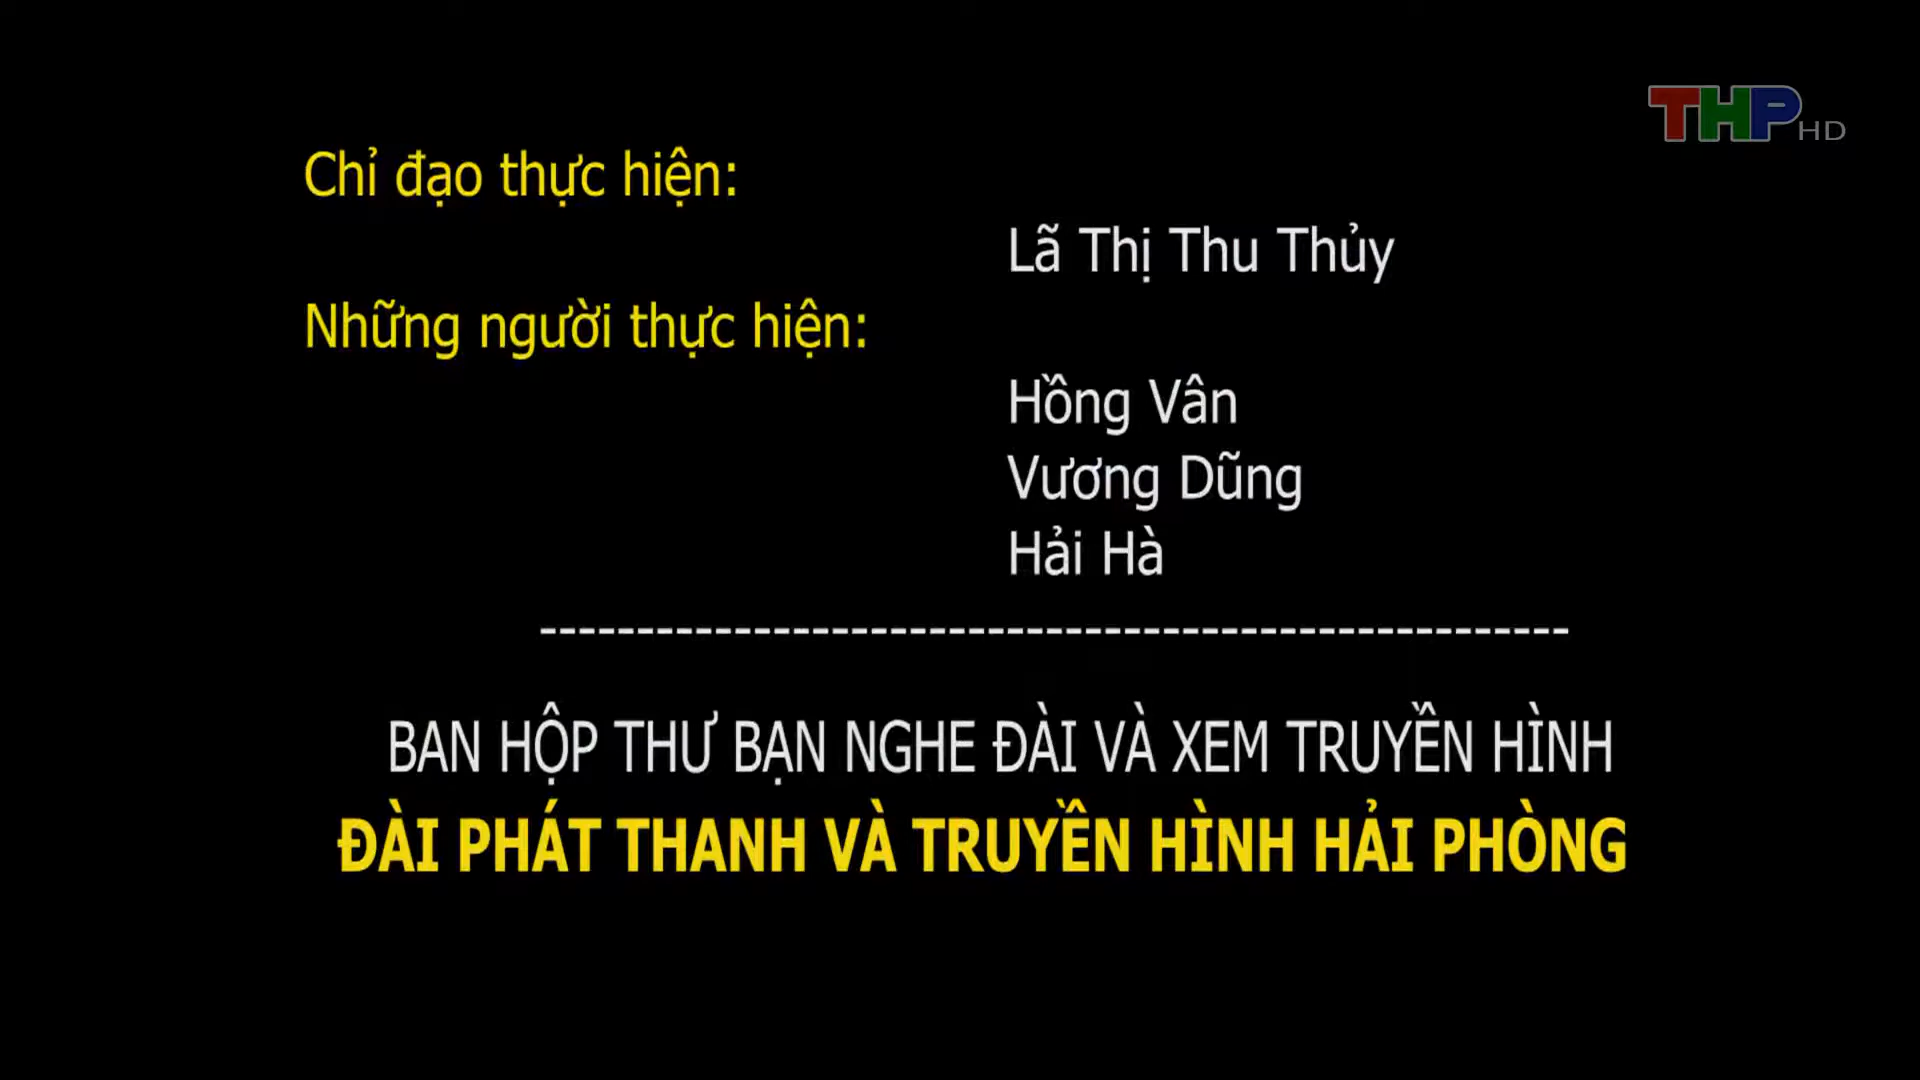 THP HD
Chỉ đạo thực hiện:
Lã Thị Thu Thủy
Những người thực hiện:
Hồng Vân
Vương Dũng
Hải Hà
-----------------------------------------------------
BAN HỘP THƯ BẠN NGHE ĐÀI VÀ XEM TRUYỀN HÌNH
ĐÀI PHÁT THANH VÀ TRUYỀN HÌNH HẢI PHÒNG